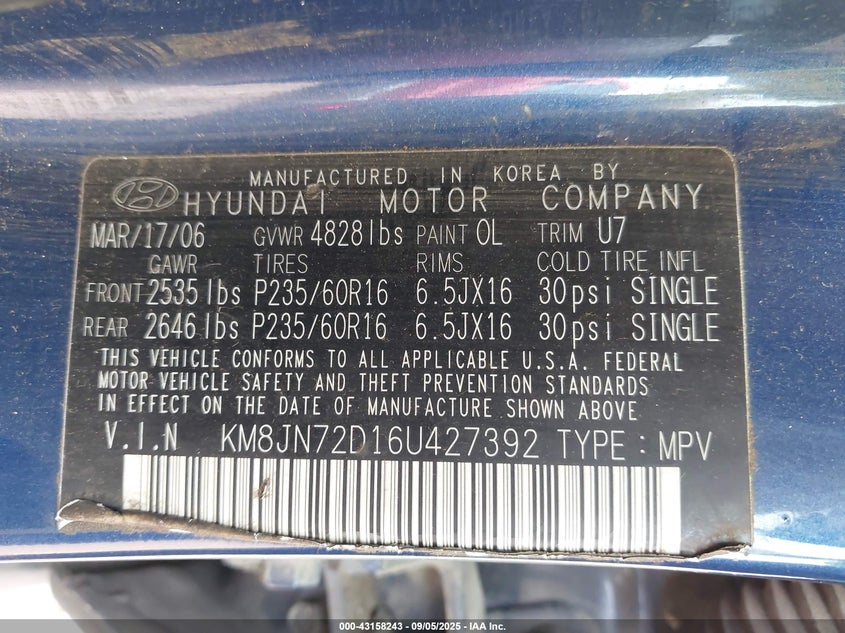 MANUFACTURED IN KOREA BY
HYUNDAI MOTOR COMPANY
MAR/17/06 GVWR 4828lbs PAINT OL TRIM U7
GAWR TIRES RIMS COLD TIRE INFL
FRONT 2535lbs P235/60R16 6.5JX16 30psi SINGLE
REAR 2646lbs P235/60R16 6.5JX16 30psi SINGLE
THIS VEHICLE CONFORMS TO ALL APPLICABLE U.S.A. FEDERAL
MOTOR VEHICLE SAFETY AND THEFT PREVENTION STANDARDS
IN EFFECT ON THE DATE OF MANUFACTURE SHOWN ABOVE.
V.I.N KM8JN72D16U427392 TYPE : MPV
000-43158243 - 09/05/2025 - IAA Inc.